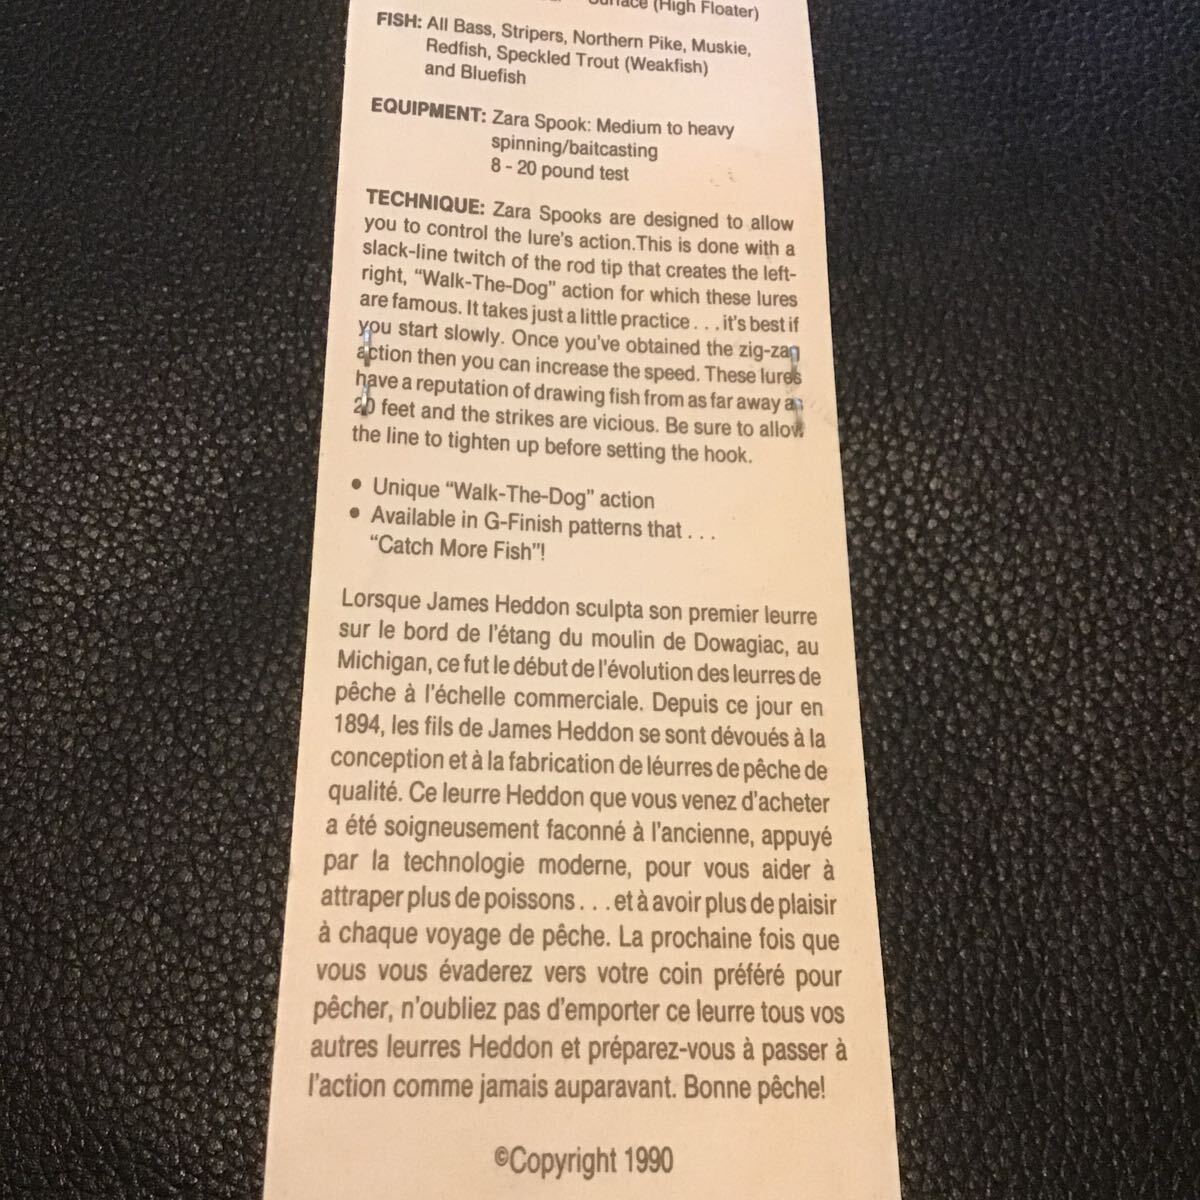 Surface (High Floater)
FISH: All Bass, Stripers, Northern Pike, Muskie,
Redfish, Speckled Trout (Weakfish)
and Bluefish
EQUIPMENT: Zara Spook: Medium to heavy
spinning/baitcasting
8 - 20 pound test
TECHNIQUE: Zara Spooks are designed to allow
you to control the lure's action.This is done with a
slack-line twitch of the rod tip that creates the left-
right, “Walk-The-Dog” action for which these lures
are famous. It takes just a little practice . . . it's best if
you start slowly. Once you've obtained the zig-zag
action then you can increase the speed. These lures
have a reputation of drawing fish from as far away as
20 feet and the strikes are vicious. Be sure to allow
the line to tighten up before setting the hook.
• Unique “Walk-The-Dog” action
• Available in G-Finish patterns that . . .
“Catch More Fish”!
Lorsque James Heddon sculpta son premier leurre
sur le bord de l'étang du moulin de Dowagiac, au
Michigan, ce fut le début de l'évolution des leurres de
pêche à l'échelle commerciale. Depuis ce jour en
1894, les fils de James Heddon se sont dévoués à la
conception et à la fabrication de léurres de pêche de
qualité. Ce leurre Heddon que vous venez d'acheter
a été soigneusement faconné à l'ancienne, appuyé
par la technologie moderne, pour vous aider à
attraper plus de poissons . . . et à avoir plus de plaisir
à chaque voyage de pêche. La prochaine fois que
vous vous évaderez vers votre coin préféré pour
pêcher, n'oubliez pas d'emporter ce leurre tous vos
autres leurres Heddon et préparez-vous à passer à
l'action comme jamais auparavant. Bonne pêche!
©Copyright 1990